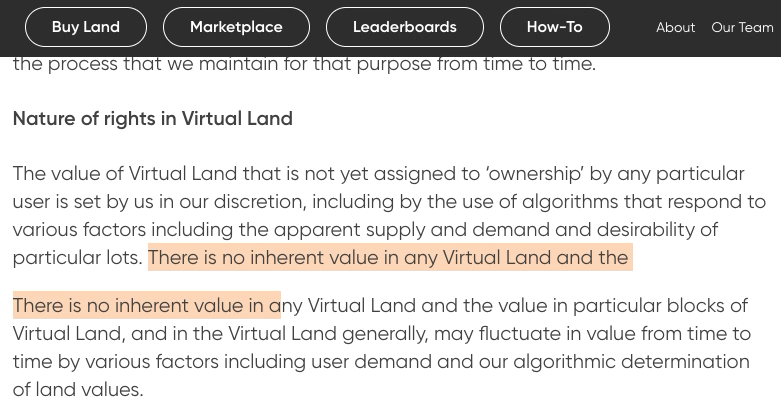 Buy Land Marketplace Leaderboards How-To About Our Team
the process that we maintain for that purpose from time to time.
Nature of rights in Virtual Land
The value of Virtual Land that is not yet assigned to ‘ownership’ by any particular
user is set by us in our discretion, including by the use of algorithms that respond to
various factors including the apparent supply and demand and desirability of
particular lots. There is no inherent value in any Virtual Land and the
There is no inherent value in any Virtual Land and the value in particular blocks of
Virtual Land, and in the Virtual Land generally, may fluctuate in value from time to
time by various factors including user demand and our algorithmic determination
of land values.